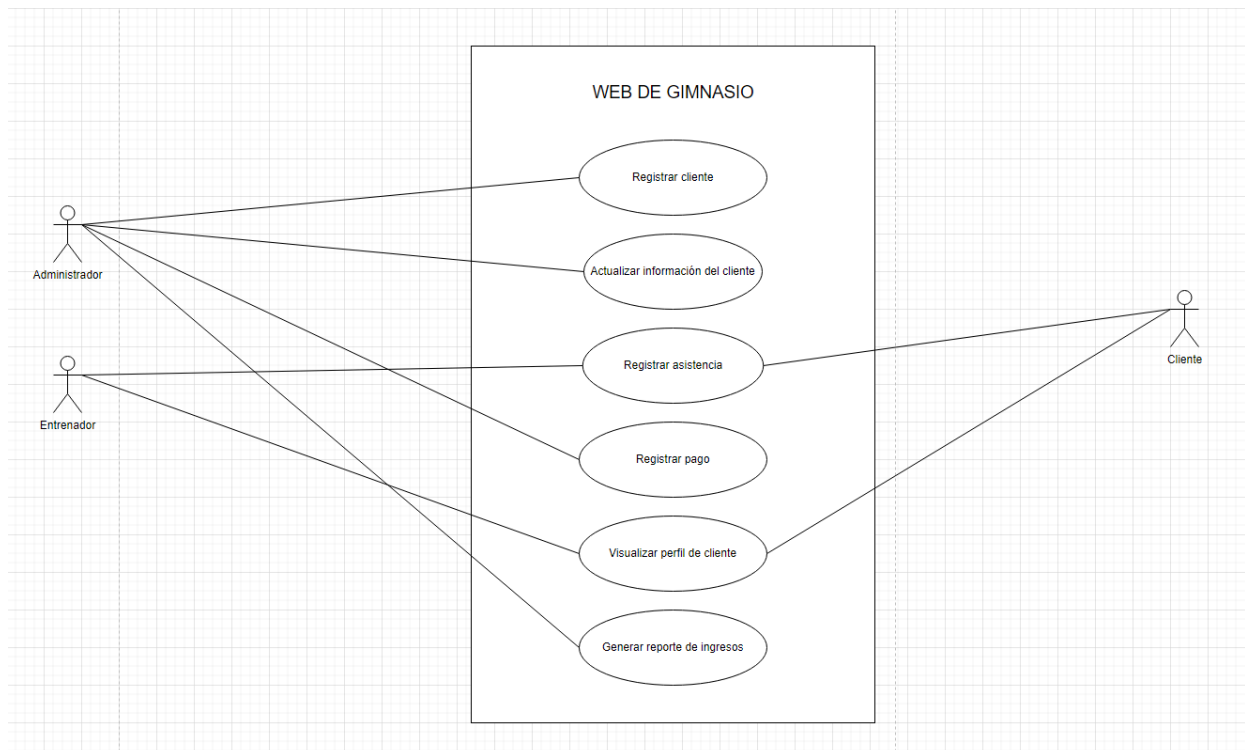 WEB DE GIMNASIO
Registrar cliente
Administrador
Actualizar información del cliente
Registrar asistencia
Cliente
Entrenador
Registrar pago
Visualizar perfil de cliente
Generar reporte de ingresos